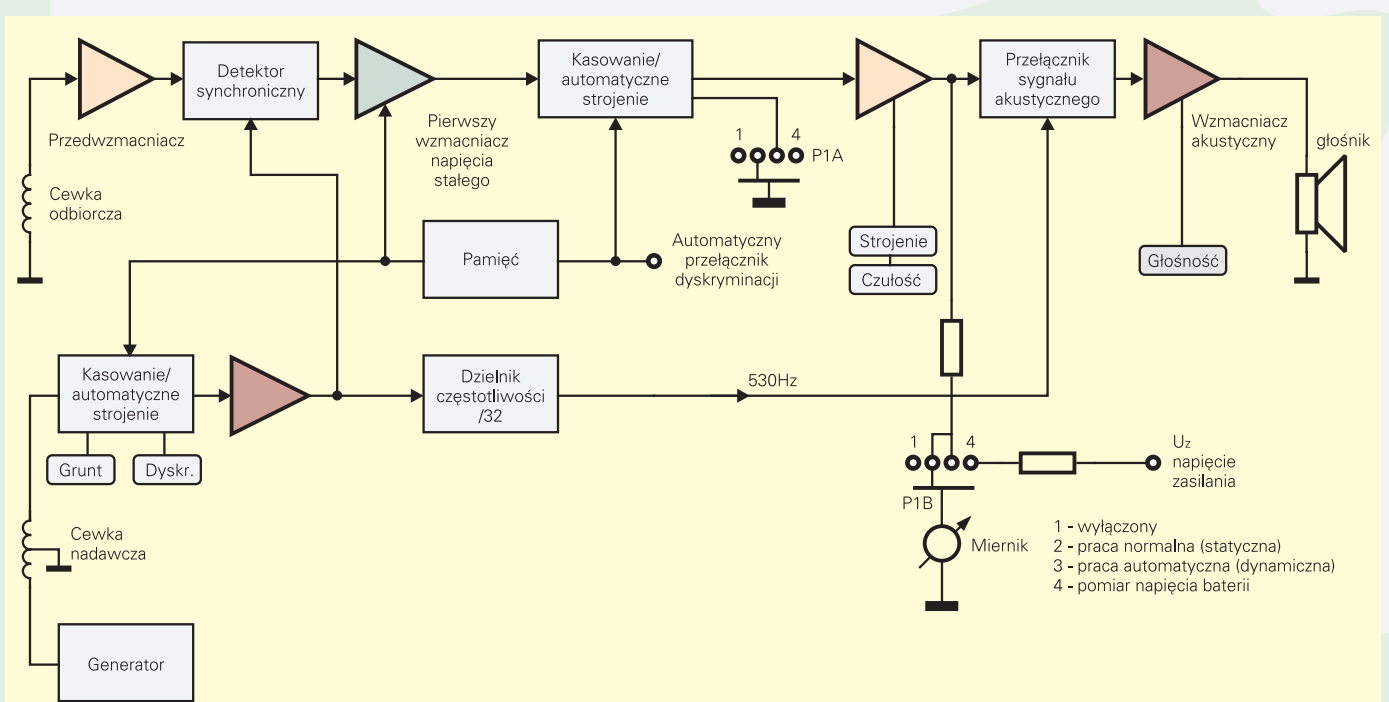 Przedwzmacniacz
Detektor
synchroniczny
Pierwszy
wzmacniacz
napięcia
stałego
Kasowanie/
automatyczne
strojenie
1 4
P1A
Przełącznik
sygnału
akustycznego
Wzmacniacz
akustyczny
głośnik
Cewka
odbiorcza
Pamięć
Automatyczny
przełącznik
dyskryminacji
Strojenie
Czułość
Głośność
Kasowanie/
automatyczne
strojenie
Grunt
Dyskr.
Dzielnik
częstotliwości
/32
530Hz
1 4
P1B
Uz
napięcie
zasilania
Miernik
1 - wyłączony
2 - praca normalna (statyczna)
3 - praca automatyczna (dynamiczna)
4 - pomiar napięcia baterii
Cewka
nadawcza
Generator